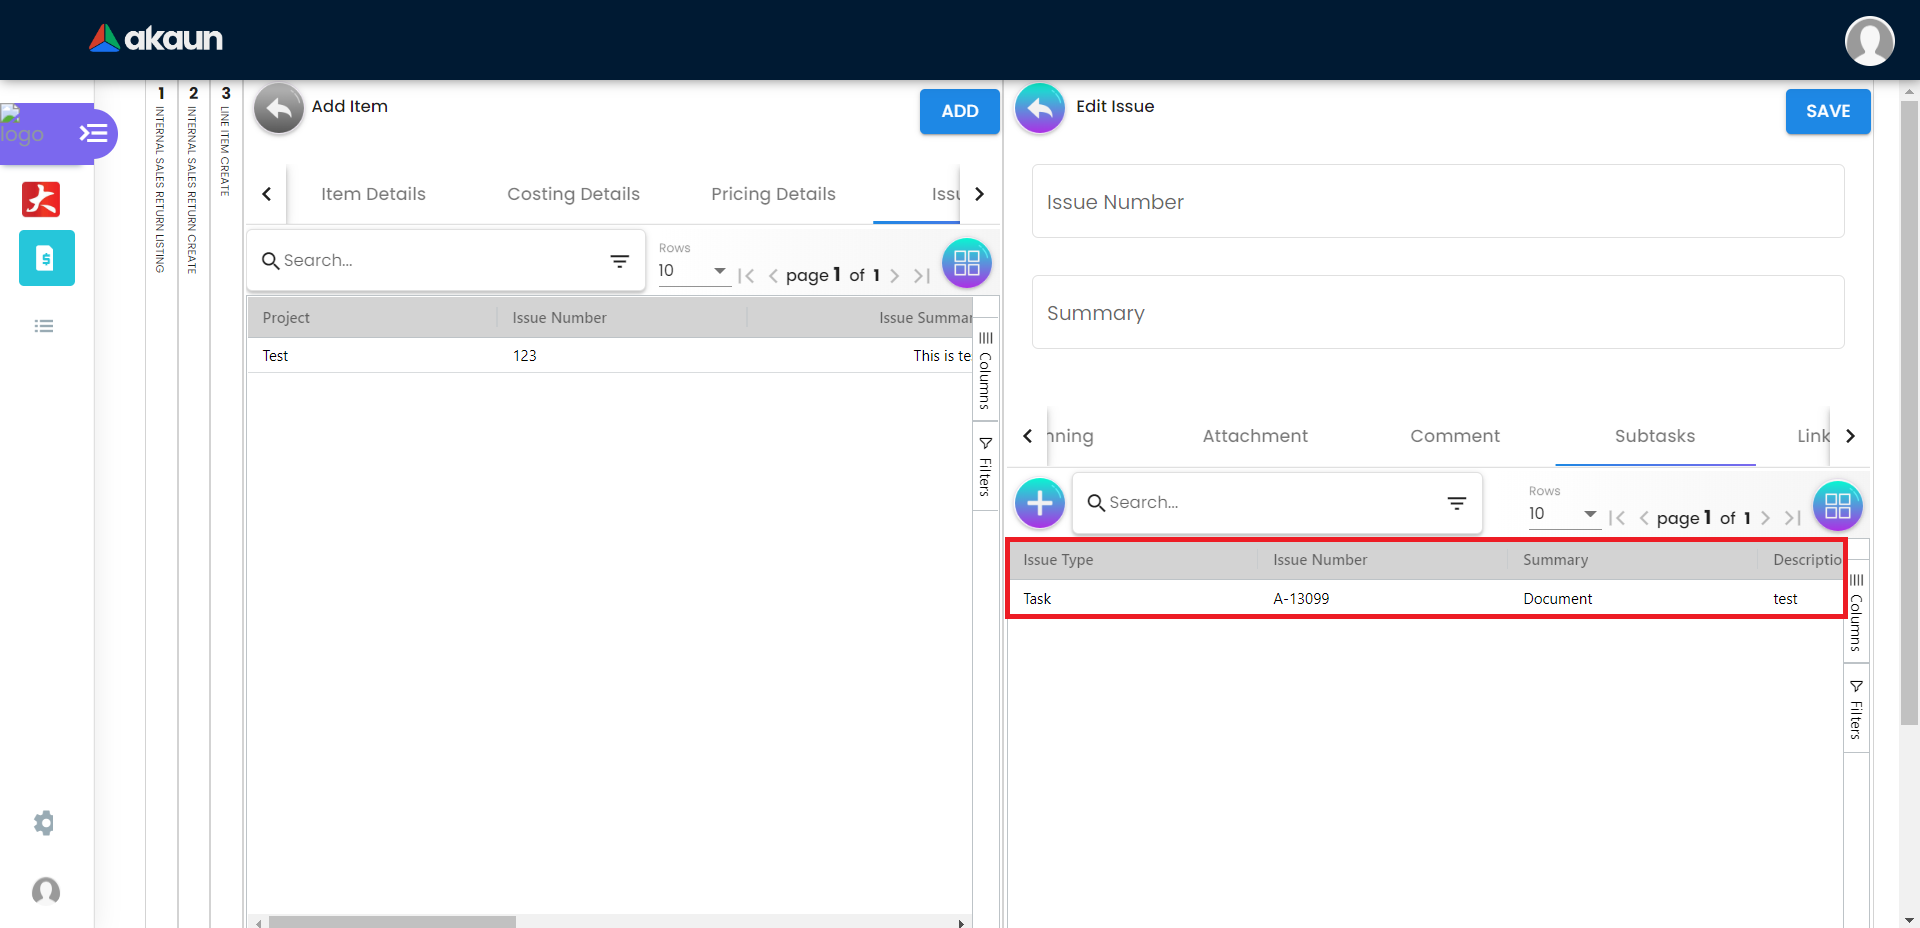 akaun
logo
1
INTERNAL SALES RETURN LISTING
2
INTERNAL SALES RETURN CREATE
3
LINE ITEM CREATE
Add Item
ADD
Item Details
Costing Details
Pricing Details
Issu
Search...
Rows
10
page 1 of 1
Project
Issue Number
Issue Summar
Test
123
This is te
Columns
Filters
Edit Issue
SAVE
Issue Number
Summary
nning
Attachment
Comment
Subtasks
Link
Search...
Rows
10
page 1 of 1
Issue Type
Issue Number
Summary
Descriptio
Task
A-13099
Document
test
Columns
Filters